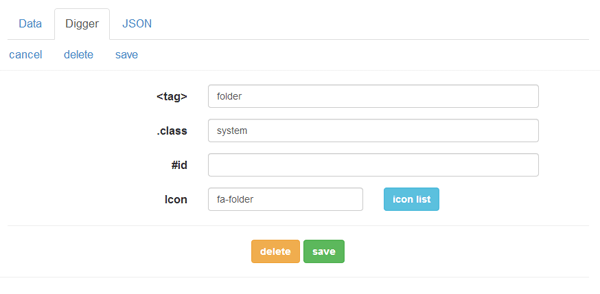 Data Digger JSON
cancel delete save
<tag> folder
.class system
#id
Icon fa-folder icon list
delete save